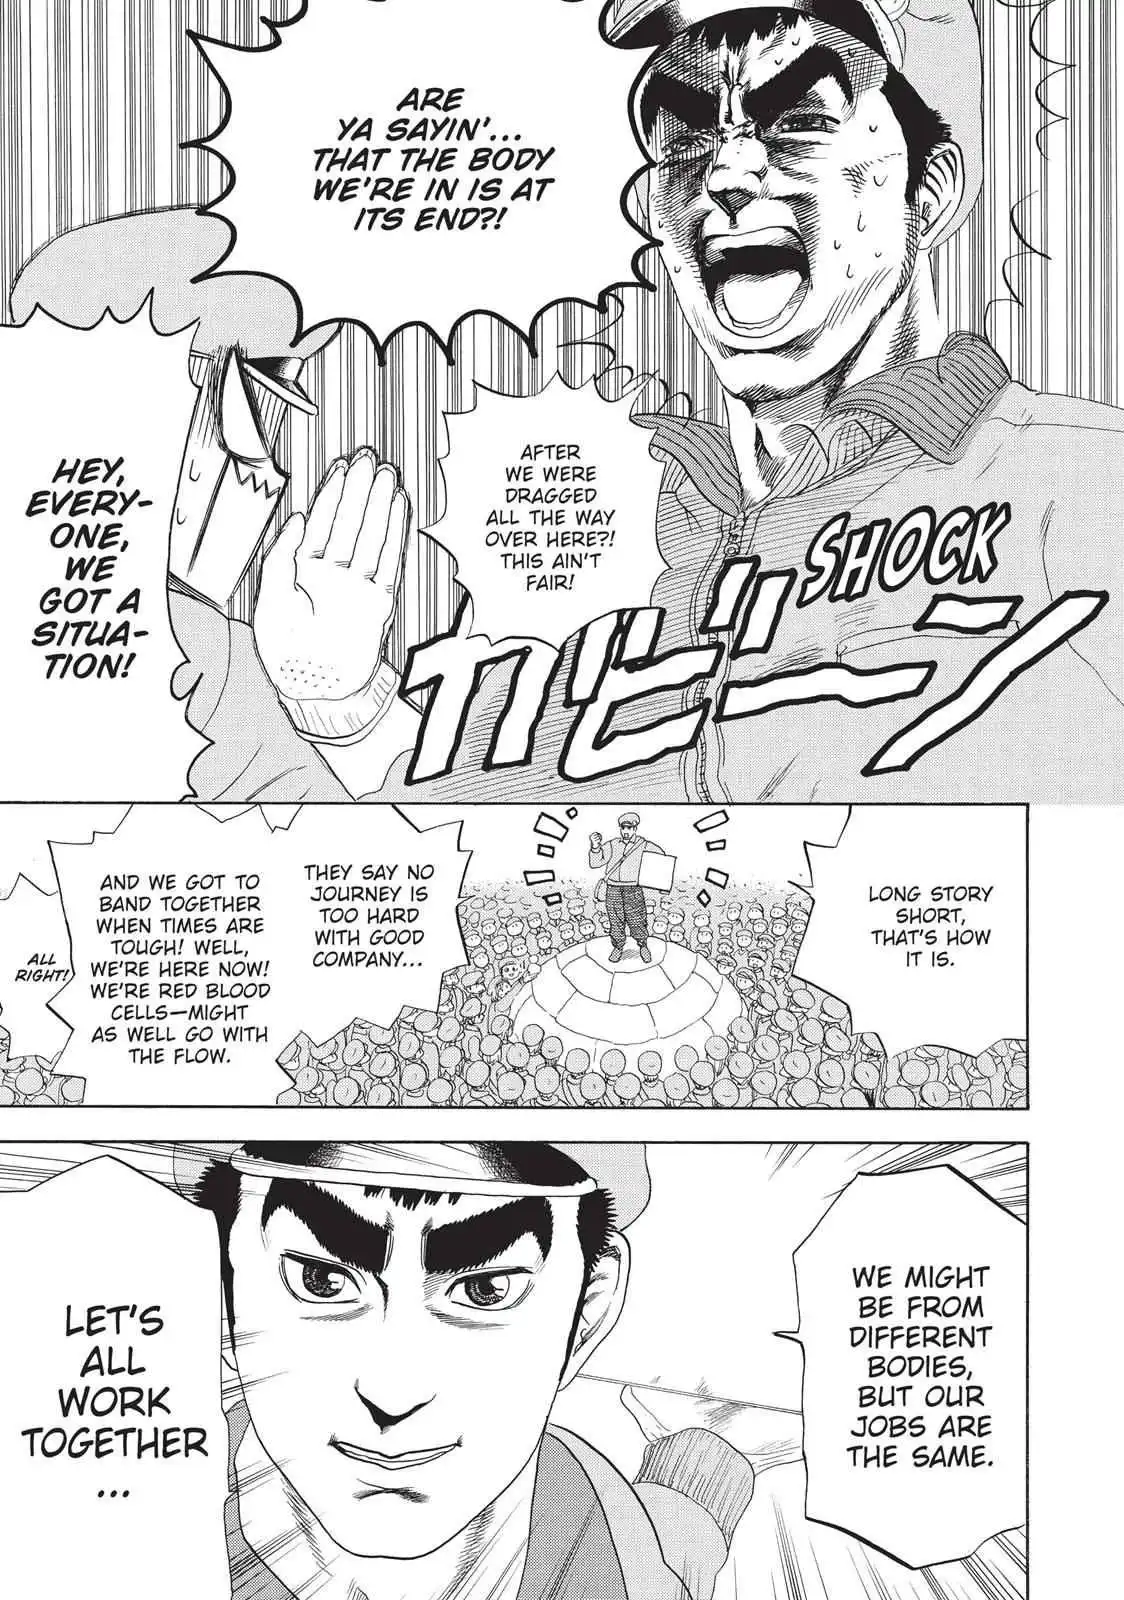 ARE
YA SAYIN'...
THAT THE BODY
WE'RE IN IS AT
ITS END?!
AFTER
WE WERE
DRAGGED
ALL THE WAY
OVER HERE?!
THIS AIN'T
FAIR!
SHOCK
ガビーン
HEY,
EVERY-
ONE,
WE
GOT A
SITUA-
TION!
LONG STORY
SHORT,
THAT'S HOW
IT IS.
THEY SAY NO
JOURNEY IS
TOO HARD
WITH GOOD
COMPANY...
AND WE GOT TO
BAND TOGETHER
WHEN TIMES ARE
TOUGH! WELL,
WE'RE HERE NOW!
WE'RE RED BLOOD
CELLS—MIGHT
AS WELL GO WITH
THE FLOW.
ALL
RIGHT!
WE MIGHT
BE FROM
DIFFERENT
BODIES,
BUT OUR
JOBS ARE
THE SAME.
LET'S
ALL
WORK
TOGETHER
...